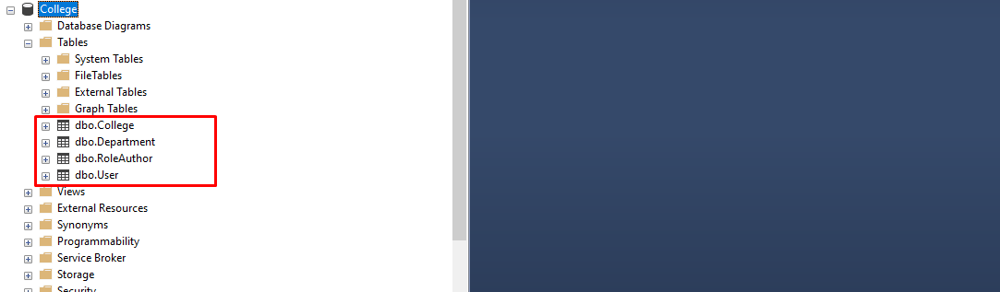 College
Database Diagrams
Tables
System Tables
FileTables
External Tables
Graph Tables
dbo.College
dbo.Department
dbo.RoleAuthor
dbo.User
Views
External Resources
Synonyms
Programmability
Service Broker
Storage
Security